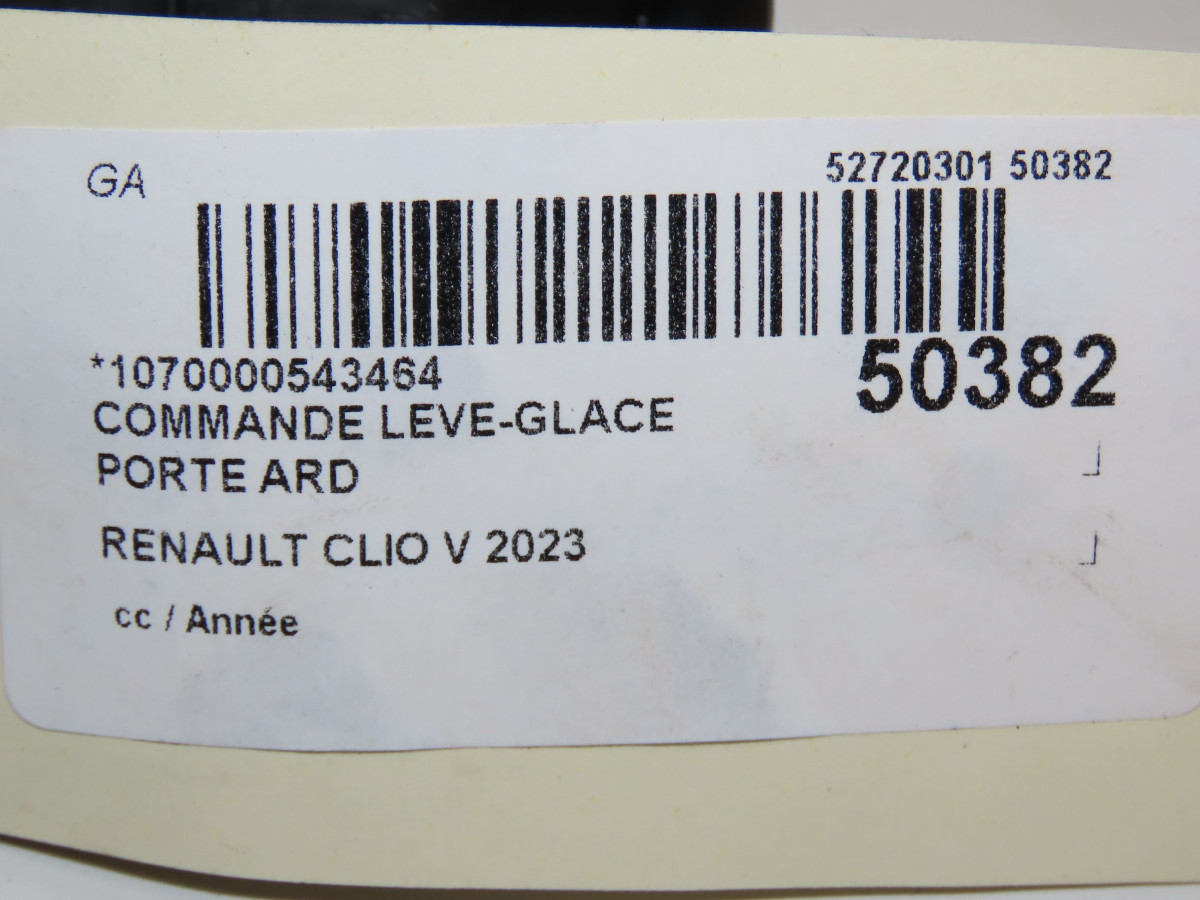 GA
52720301 50382
*1070000543464
50382
COMMANDE LEVE-GLACE
PORTE ARD
RENAULT CLIO V 2023
cc / Année